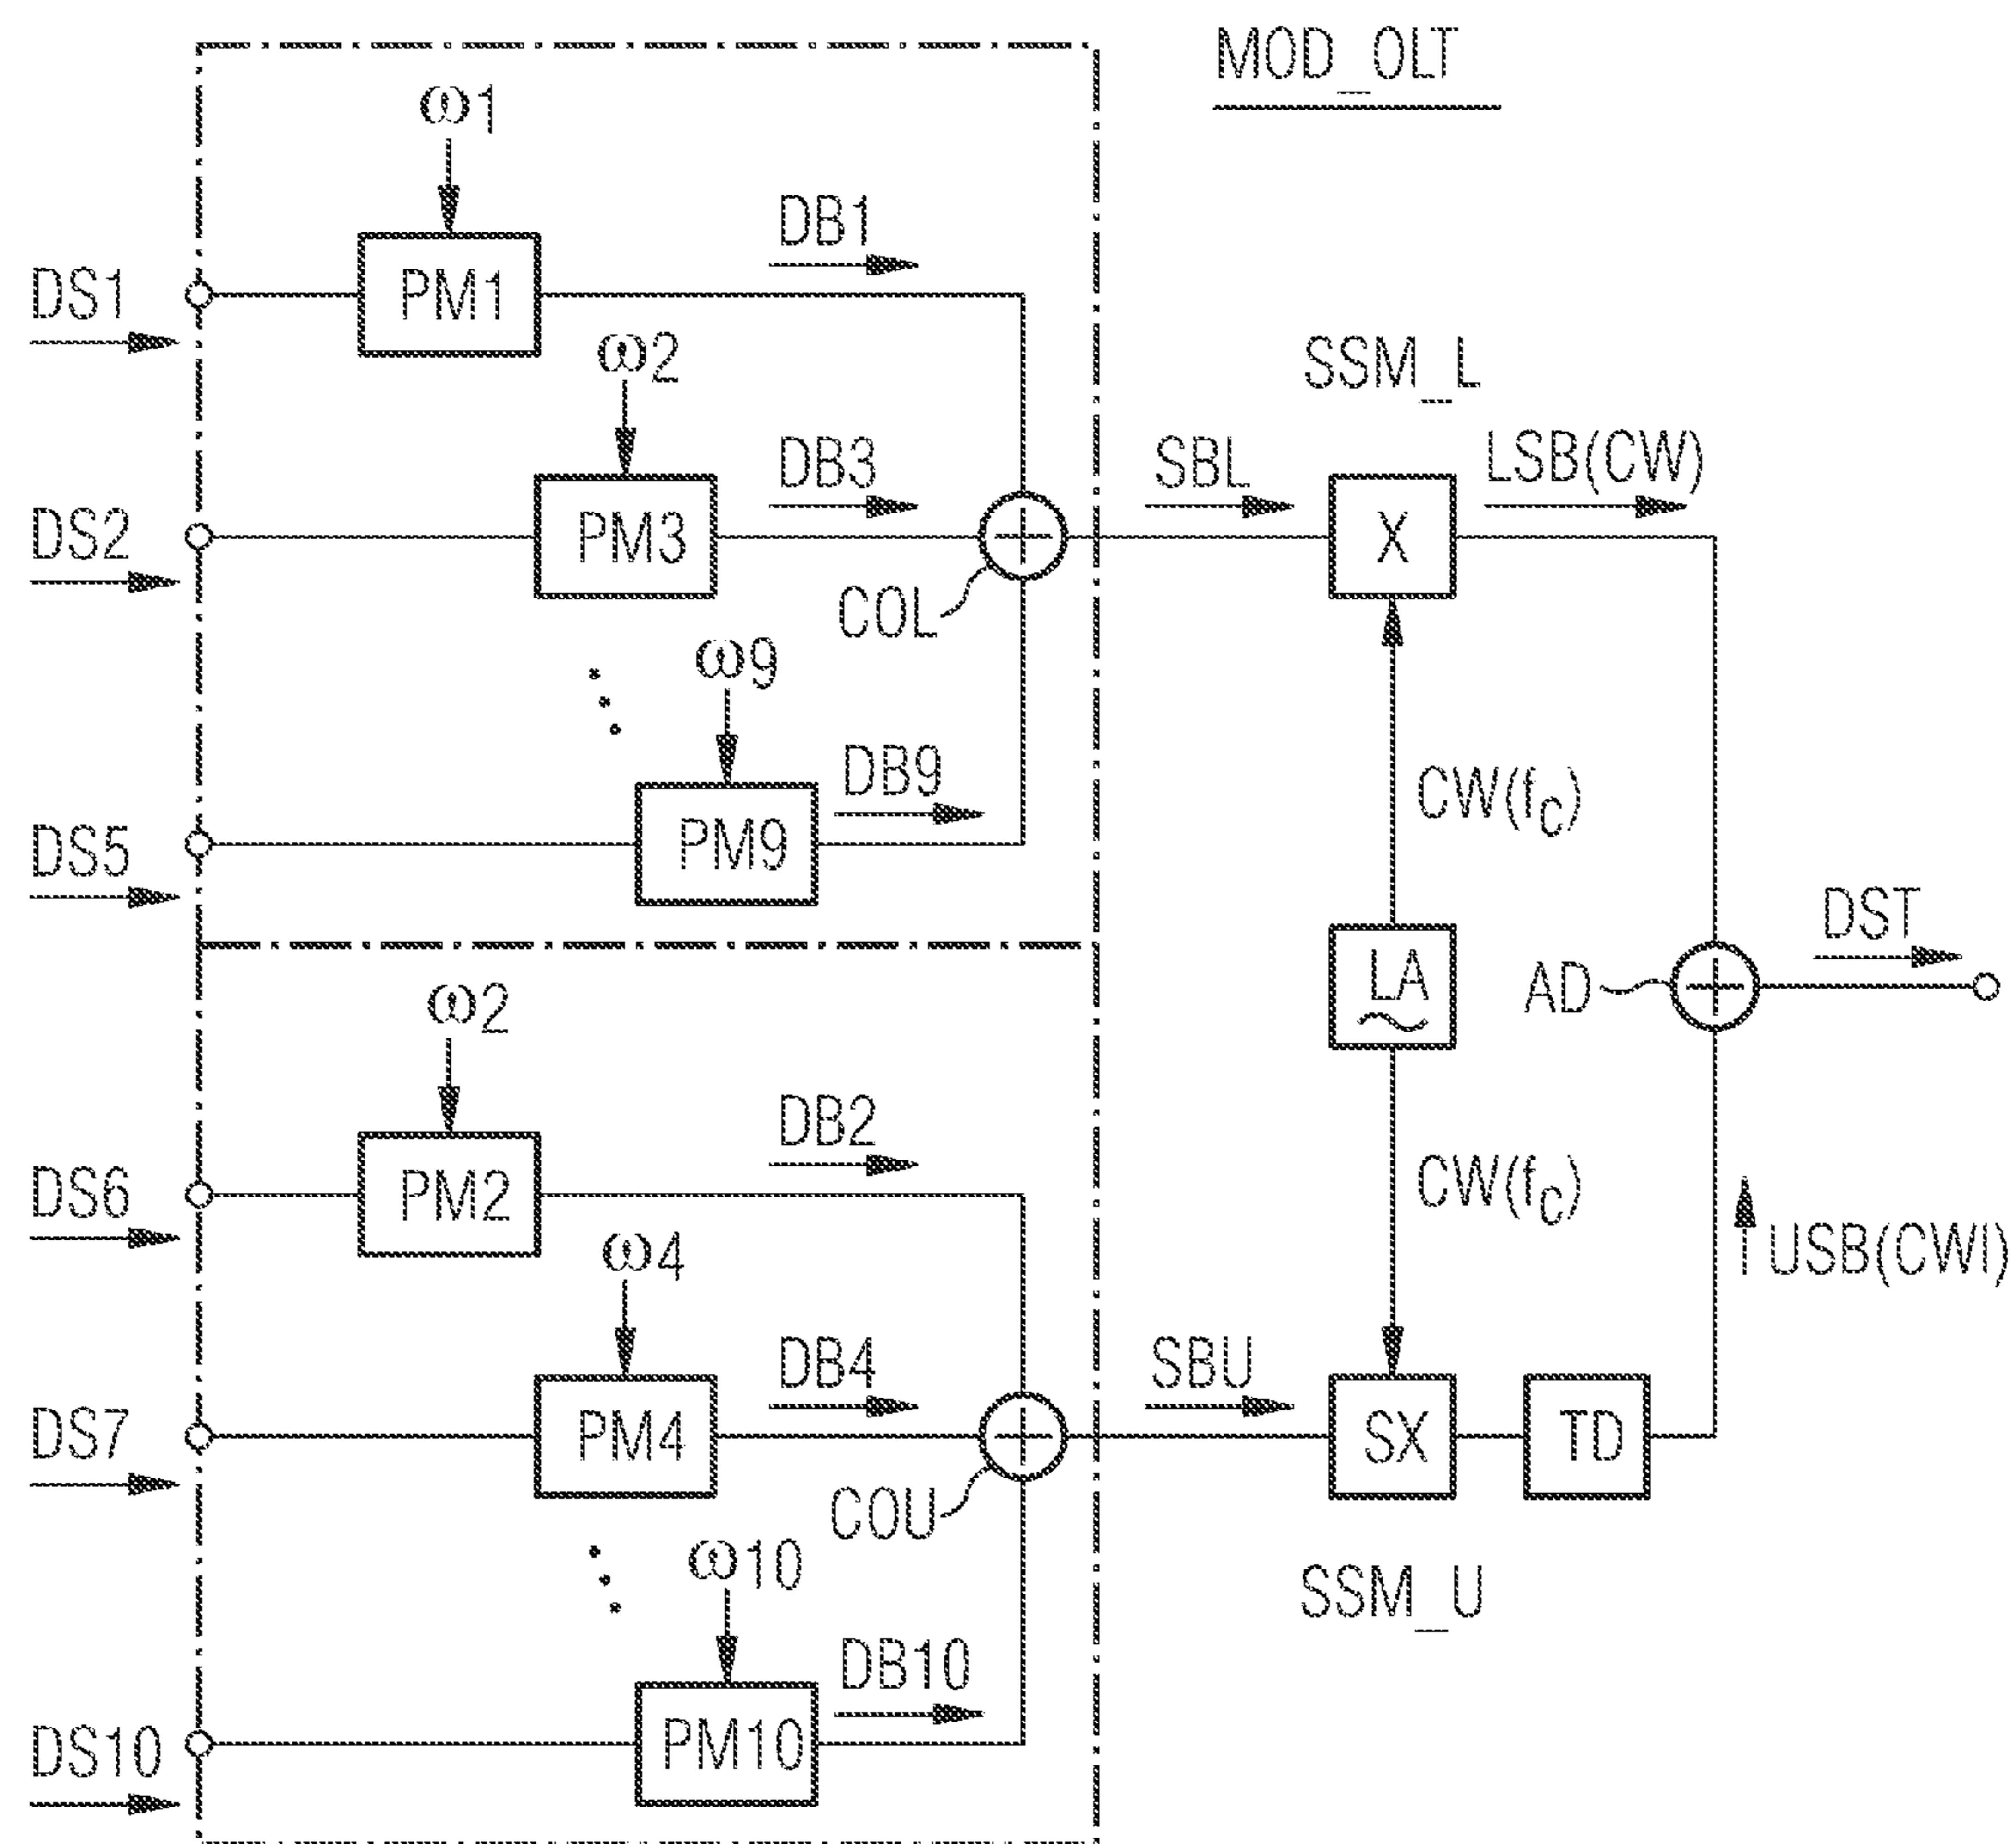 MOD_OLT
ω1
DB1
DS1
PM1
ω2
SSM_L
DB3
SBL
LSB(CW)
DS2
PM3
X
COL
ω9
DB9
CW(fC)
DS5
PM9
DST
LA
AD
ω2
DB2
CW(fC)
DS6
PM2
USB(CWI)
ω4
DB4
SBU
DS7
PM4
SX
TD
COU
ω10
SSM_U
DB10
DS10
PM10